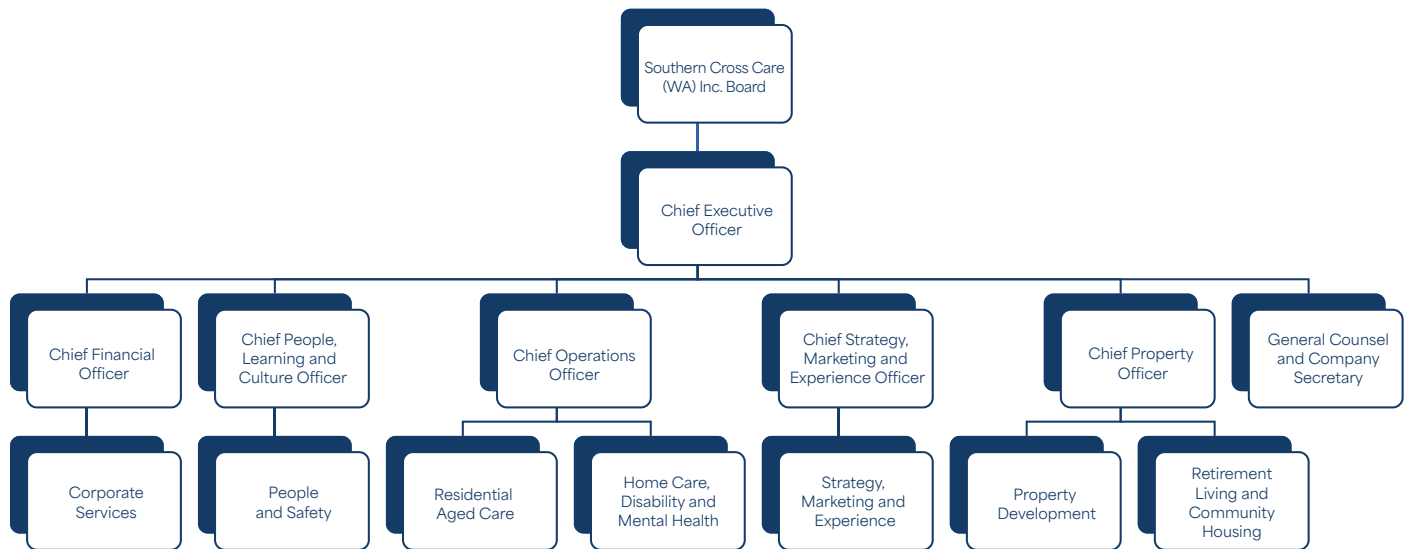 Southern Cross Care
(WA) Inc. Board
Chief Executive
Officer
Chief Financial
Officer
Chief People,
Learning and
Culture Officer
Chief Operations
Officer
Chief Strategy,
Marketing and
Experience Officer
Chief Property
Officer
General Counsel
and Company
Secretary
Corporate
Services
People
and Safety
Residential
Aged Care
Home Care,
Disability and
Mental Health
Strategy,
Marketing and
Experience
Property
Development
Retirement
Living and
Community
Housing